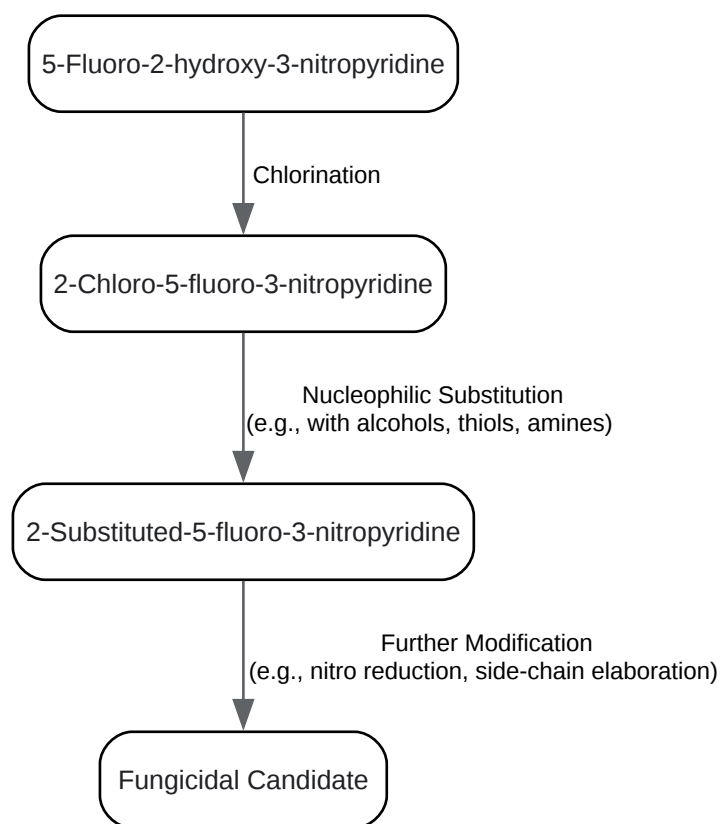 5-Fluoro-2-hydroxy-3-nitropyridine
Chlorination
2-Chloro-5-fluoro-3-nitropyridine
Nucleophilic Substitution
(e.g., with alcohols, thiols, amines)
2-Substituted-5-fluoro-3-nitropyridine
Further Modification
(e.g., nitro reduction, side-chain elaboration)
Fungicidal Candidate